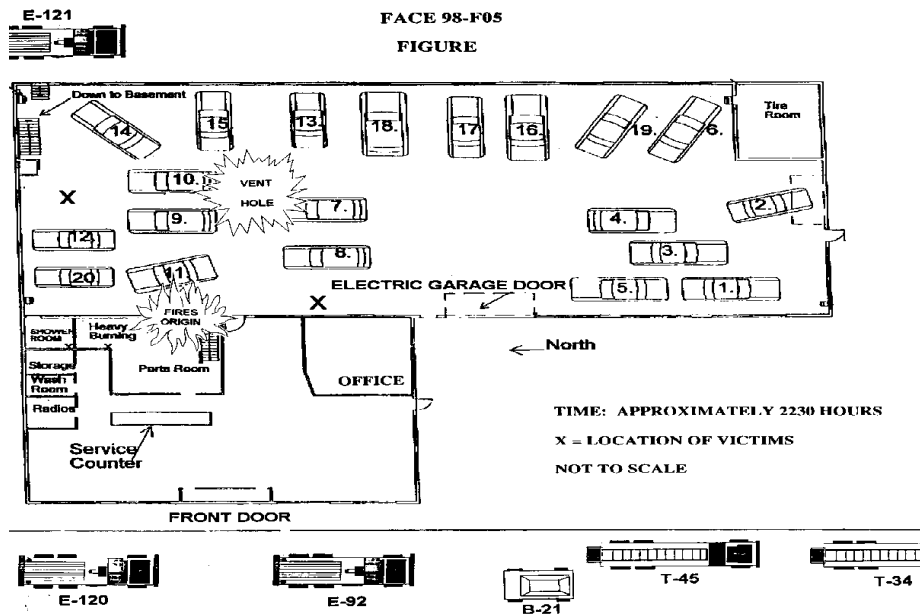 E-121
FACE 98-F05
FIGURE
Down to Basement
Tire
Room
14.
15
13.
18.
17
16.
19.
6.
10.
VENT
HOLE
X
9.
7.
4.
2.
12
8.
3.
20
11
ELECTRIC GARAGE DOOR
5.
1.
X
FIRES
ORIGIN
SHOWER
ROOM
Heavy
Burning
North
Storage
Parts Room
Wash
Room
OFFICE
Radios
TIME: APPROXIMATELY 2230 HOURS
X = LOCATION OF VICTIMS
NOT TO SCALE
Service
Counter
FRONT DOOR
E-120
E-92
B-21
T-45
T-34